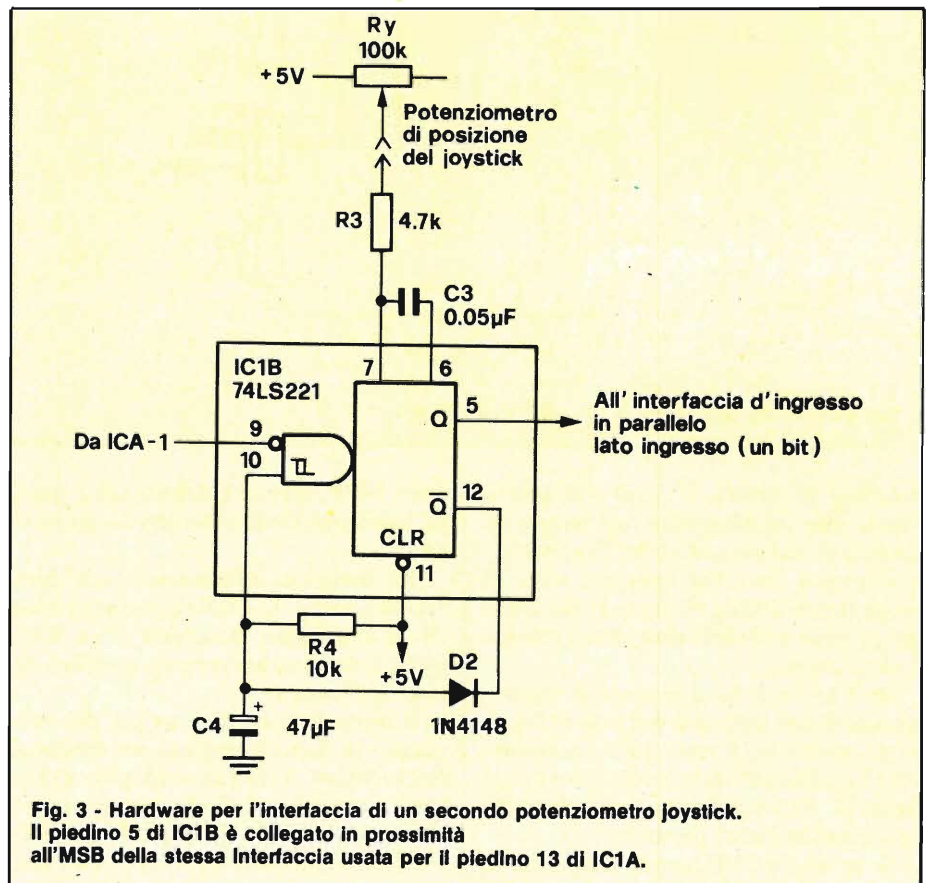 Ry
100k
+5V
Potenziometro
di posizione
del joystick
R3
4.7k
C3
0.05µF
IC1B
74LS221
7
6
Q
5
All' interfaccia d'ingresso
in parallelo
lato ingresso (un bit)
Da ICA-1
9
10
Q
12
CLR
11
R4
10k
+5V
D2
1N4148
+
C4
47µF
Fig. 3 - Hardware per l'interfaccia di un secondo potenziometro joystick.
Il piedino 5 di IC1B è collegato in prossimità
all'MSB della stessa Interfaccia usata per il piedino 13 di IC1A.